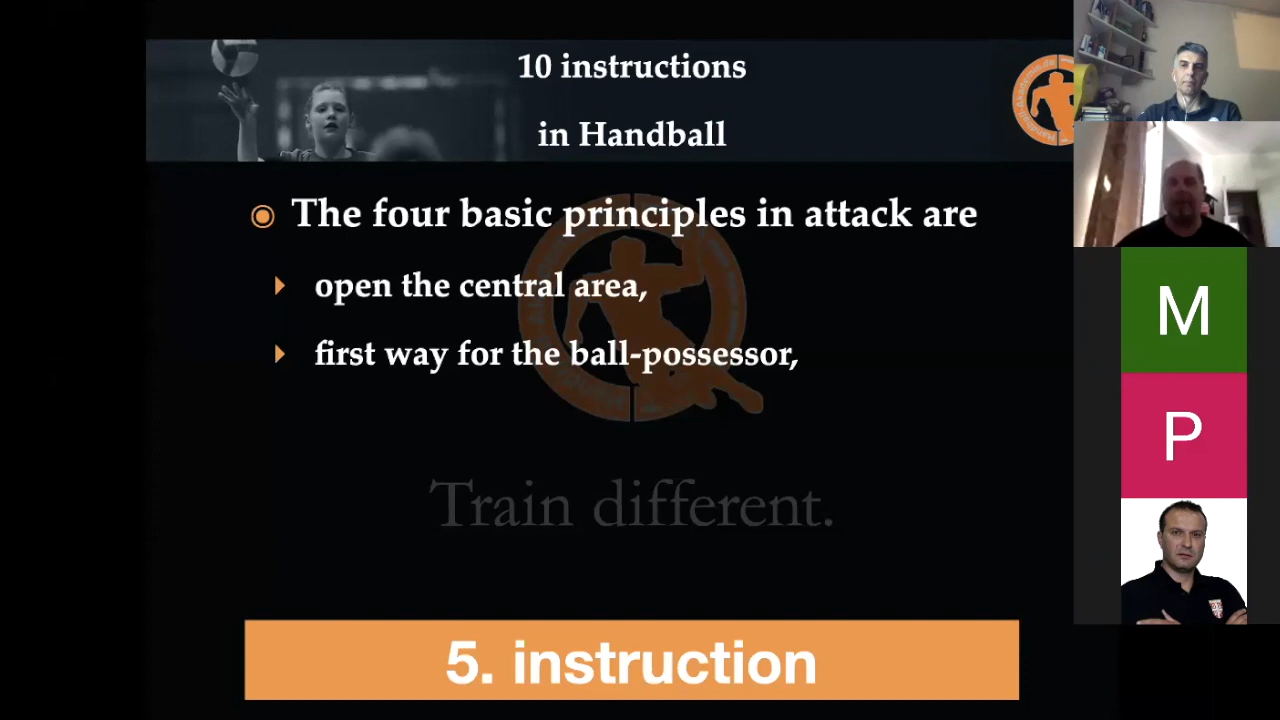 10 instructions
in Handball
The four basic principles in attack are
open the central area,
first way for the ball-possessor,
Train different.
5. instruction
M
P